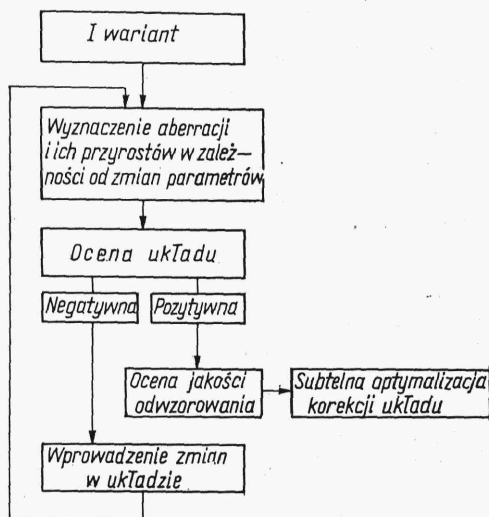 I wariant
Wyznaczenie aberracji
i ich przyrostów w zależ—
ności od zmian parametrów
Ocena układu
Negatywna
Pozytywna
Ocena jakości
odwzorowania
Subtelna optymalizacja
korekcji układu
Wprowadzenie zmian
w układzie